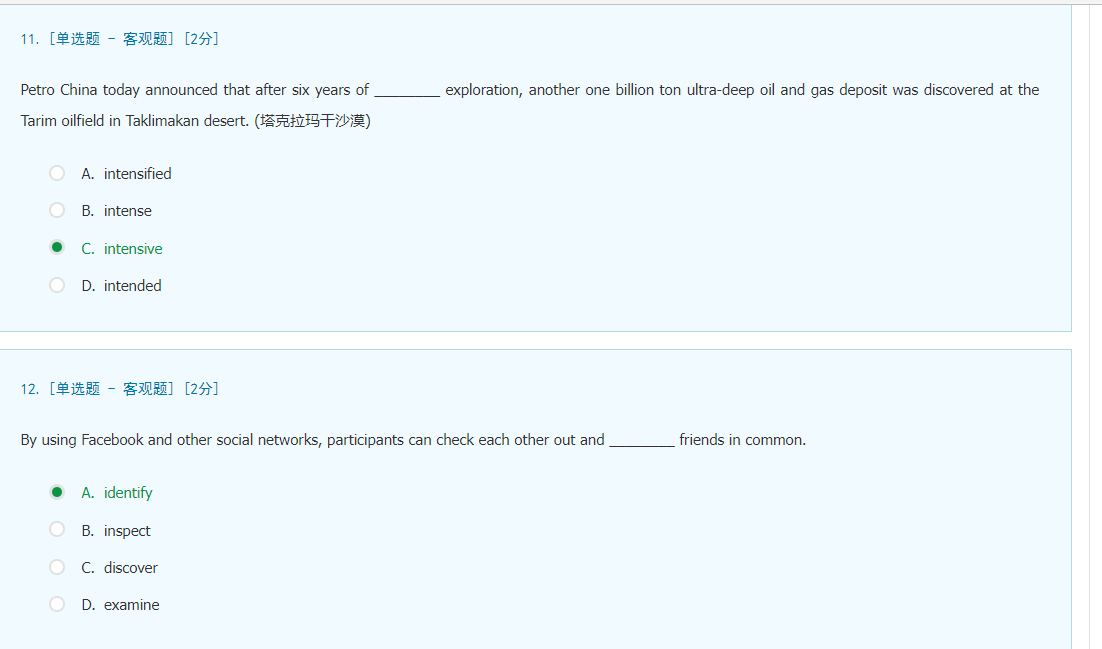 11. [单选题 - 客观题] [2分]
Petro China today announced that after six years of ________ exploration, another one billion ton ultra-deep oil and gas deposit was discovered at the
Tarim oilfield in Taklimakan desert. (塔克拉玛干沙漠)
A. intensified
B. intense
C. intensive
D. intended
12. [单选题 - 客观题] [2分]
By using Facebook and other social networks, participants can check each other out and ________ friends in common.
A. identify
B. inspect
C. discover
D. examine